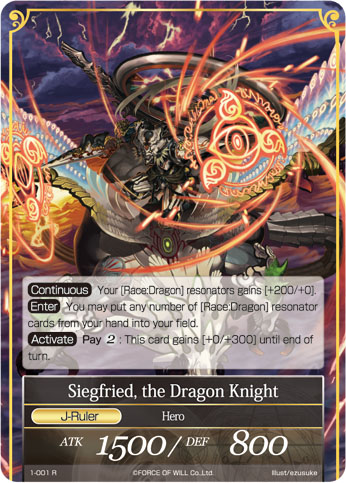 Continuous Your [Race:Dragon] resonators gains [+200/+0].
Enter You may put any number of [Race:Dragon] resonator
cards from your hand into your field.
Activate Pay 2 : This card gains [+0/+300] until end of
turn.
Siegfried, the Dragon Knight
J-Ruler Hero
ATK 1500/ DEF 800
1-001 R ©FORCE OF WILL Co.,Ltd. Illust/ezusuke